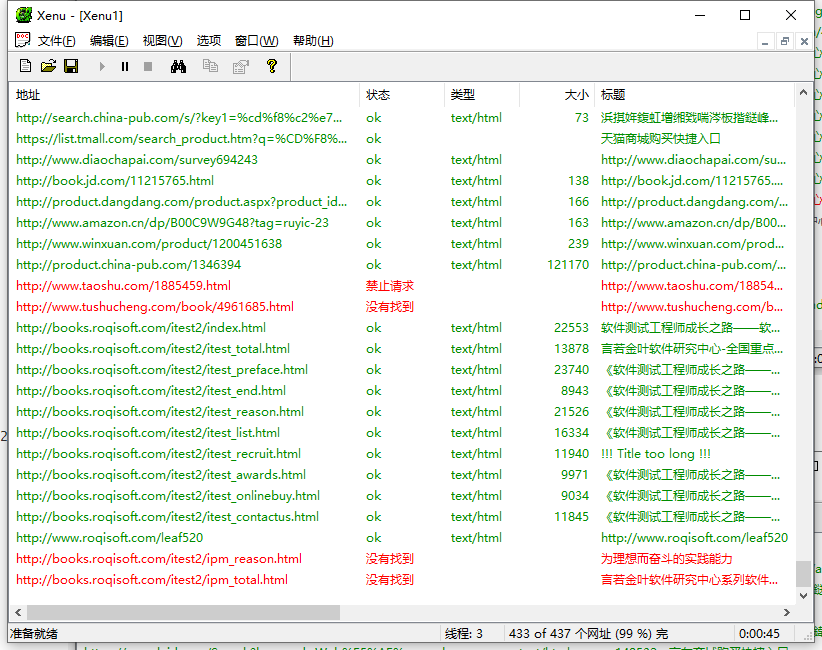 Xenu - [Xenu1]
文件(F) 编辑(E) 视图(V) 选项 窗口(W) 帮助(H)
地址 状态 类型 大小 标题
http://search.china-pub.com/s/?key1=%cd%f8%c2%e7... ok text/html 73
https://list.tmall.com/search_product.htm?q=%CD%F8%... ok 天猫商城购买快捷入口
http://www.diaochapai.com/survey694243 ok text/html http://www.diaochapai.com/su...
http://book.jd.com/11215765.html ok text/html 138 http://book.jd.com/11215765....
http://product.dangdang.com/product.aspx?product_id... ok text/html 166 http://product.dangdang.com/...
http://www.amazon.cn/dp/B00C9W9G48?tag=ruyic-23 ok text/html 163 http://www.amazon.cn/dp/B00...
http://www.winxuan.com/product/1200451638 ok text/html 239 http://www.winxuan.com/prod...
http://product.china-pub.com/1346394 ok text/html 121170 http://product.china-pub.com/...
http://www.taoshu.com/1885459.html 禁止请求 http://www.taoshu.com/18854...
http://www.tushucheng.com/book/4961685.html 没有找到 http://www.tushucheng.com/b...
http://books.roqisoft.com/itest2/index.html ok text/html 22553 软件测试工程师成长之路——软...
http://books.roqisoft.com/itest2/itest_total.html ok text/html 13878 言若金叶软件研究中心-全国重点...
http://books.roqisoft.com/itest2/itest_preface.html ok text/html 23740 《软件测试工程师成长之路——...
http://books.roqisoft.com/itest2/itest_end.html ok text/html 8943 《软件测试工程师成长之路——...
http://books.roqisoft.com/itest2/itest_reason.html ok text/html 21526 《软件测试工程师成长之路——...
http://books.roqisoft.com/itest2/itest_list.html ok text/html 16334 《软件测试工程师成长之路——...
http://books.roqisoft.com/itest2/itest_recruit.html ok text/html 11940 !!! Title too long !!!
http://books.roqisoft.com/itest2/itest_awards.html ok text/html 9971 《软件测试工程师成长之路——...
http://books.roqisoft.com/itest2/itest_onlinebuy.html ok text/html 9034 《软件测试工程师成长之路——...
http://books.roqisoft.com/itest2/itest_contactus.html ok text/html 11845 《软件测试工程师成长之路——...
http://www.roqisoft.com/leaf520 ok text/html http://www.roqisoft.com/leaf520
http://books.roqisoft.com/itest2/ipm_reason.html 没有找到 为理想而奋斗的实践能力
http://books.roqisoft.com/itest2/ipm_total.html 没有找到 言若金叶软件研究中心系列软件...
准备就绪 线程: 3 433 of 437 个网址 (99 %) 完 0:00:45